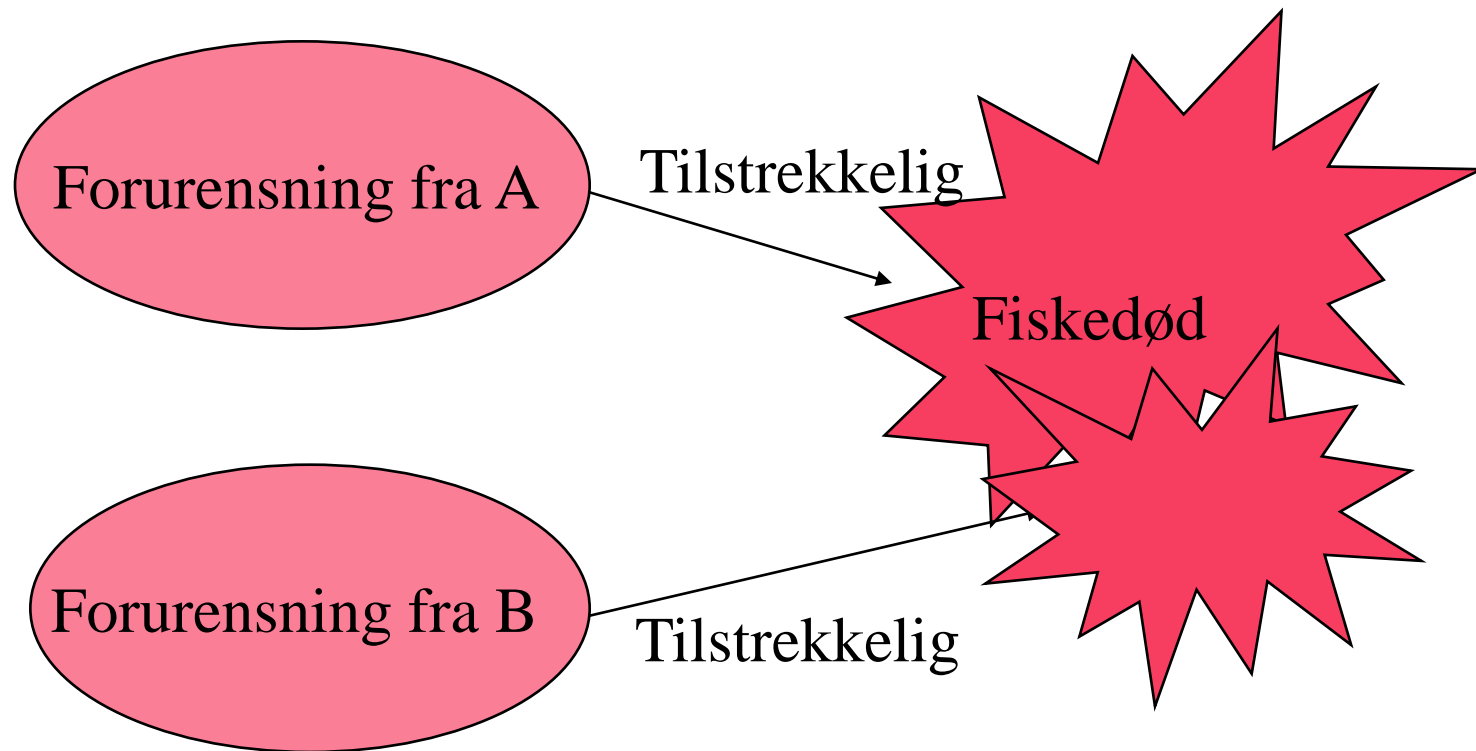 Forurensning fra A
Tilstrekkelig
Fiskedød
Forurensning fra B
Tilstrekkelig